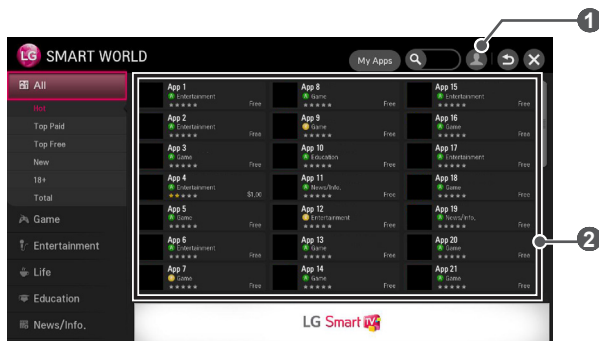 1
LG SMART WORLD
My Apps
All
Hot
Top Paid
Top Free
New
18+
Total
Game
Entertainment
Life
Education
News/Info.
App 1
A Entertainment
Free
App 2
A Entertainment
Free
App 3
A Game
Free
App 4
A Entertainment
$1.00
App 5
A Game
Free
App 6
A Entertainment
Free
App 7
Game
Free
App 8
A Game
Free
App 9
Game
Free
App 10
A Education
Free
App 11
A News/Info.
Free
App 12
Entertainment
Free
App 13
A Game
Free
App 14
A Game
Free
App 15
A Entertainment
Free
App 16
A Game
Free
App 17
A Entertainment
Free
App 18
A Game
Free
App 19
A News/Info.
Free
App 20
A Game
Free
App 21
A Game
Free
2
LG Smart TV